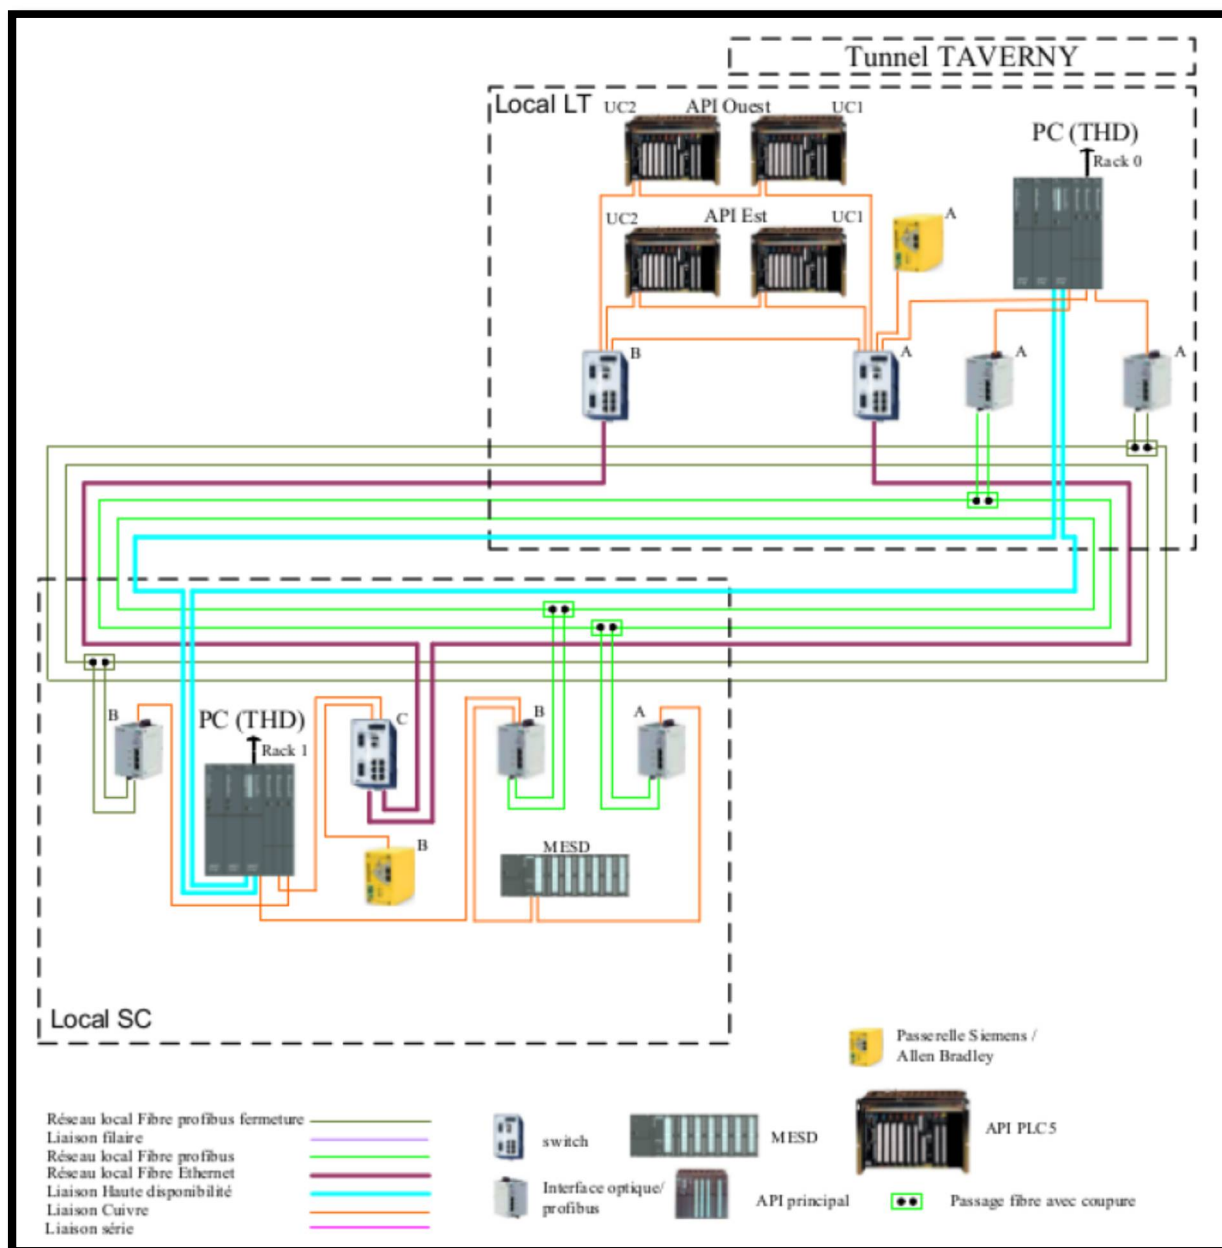 Tunnel TAVERNY
Local LT
UC2
API Ouest
UC1
PC (THD)
Rack 0
UC2
API Est
UC1
A
B
A
A
A
B
PC (THD)
Rack 1
C
B
A
B
MESD
Local SC
Passerelle Siemens /
Allen Bradley
Réseau local Fibre profibus fermeture
Liaison filaire
Réseau local Fibre profibus
Réseau local Fibre Ethernet
Liaison Haute disponibilité
Liaison Cuivre
Liaison série
switch
MESD
API PLC5
Interface optique/
profibus
API principal
Passage fibre avec coupure